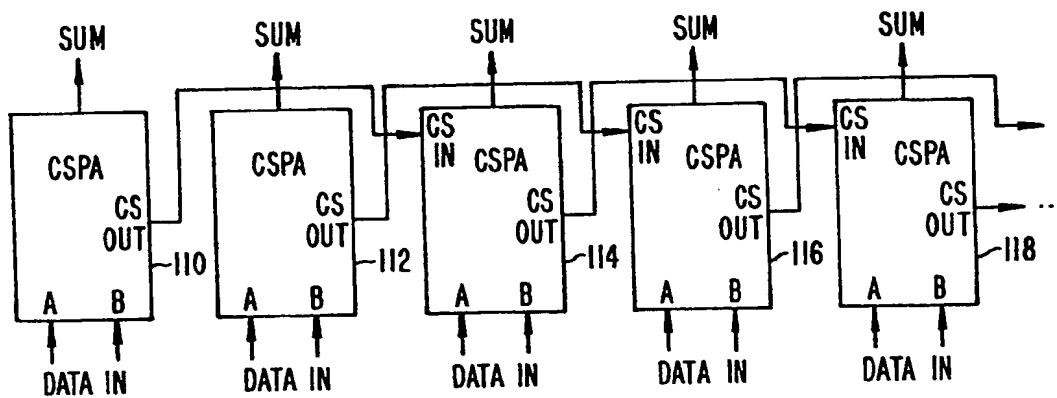 SUM
SUM
SUM
SUM
SUM
CSPA
CS
OUT
110
A B
DATA IN
CSPA
CS
OUT
112
A B
DATA IN
CS
IN
CSPA
CS
OUT
114
A B
DATA IN
CS
IN
CSPA
CS
OUT
116
A B
DATA IN
CS
IN
CSPA
CS
OUT
118
A B
DATA IN